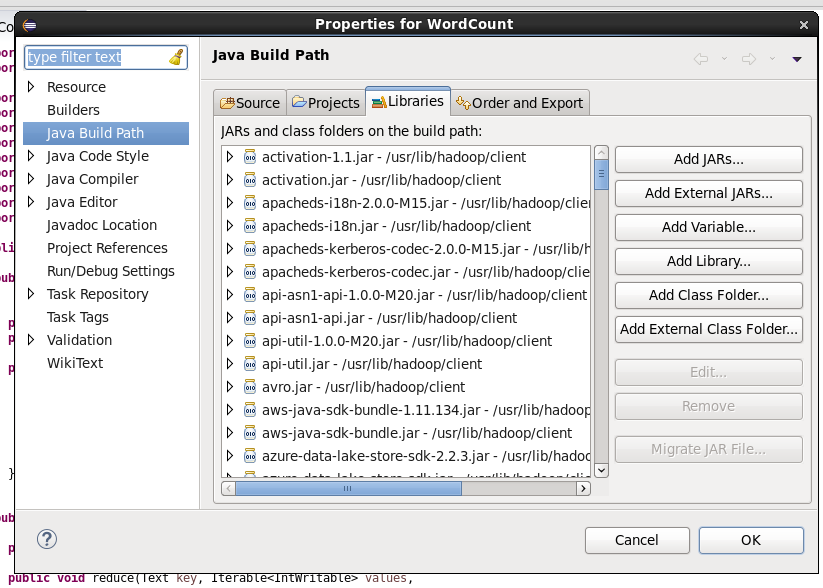 Properties for WordCount
type filter text
Java Build Path
Resource
Builders
Java Build Path
Java Code Style
Java Compiler
Java Editor
Javadoc Location
Project References
Run/Debug Settings
Task Repository
Task Tags
Validation
WikiText
Source
Projects
Libraries
Order and Export
JARs and class folders on the build path:
activation-1.1.jar - /usr/lib/hadoop/client
activation.jar - /usr/lib/hadoop/client
apacheds-i18n-2.0.0-M15.jar - /usr/lib/hadoop/clie
apacheds-i18n.jar - /usr/lib/hadoop/client
apacheds-kerberos-codec-2.0.0-M15.jar - /usr/lib/h
apacheds-kerberos-codec.jar - /usr/lib/hadoop/clie
api-asn1-api-1.0.0-M20.jar - /usr/lib/hadoop/client
api-asn1-api.jar - /usr/lib/hadoop/client
api-util-1.0.0-M20.jar - /usr/lib/hadoop/client
api-util.jar - /usr/lib/hadoop/client
avro.jar - /usr/lib/hadoop/client
aws-java-sdk-bundle-1.11.134.jar - /usr/lib/hadoop
aws-java-sdk-bundle.jar - /usr/lib/hadoop/client
azure-data-lake-store-sdk-2.2.3.jar - /usr/lib/hadoo
Add JARs...
Add External JARs...
Add Variable...
Add Library...
Add Class Folder...
Add External Class Folder...
Edit...
Remove
Migrate JAR File...
Cancel
OK
public void reduce(Text key, Iterable<IntWritable> values,